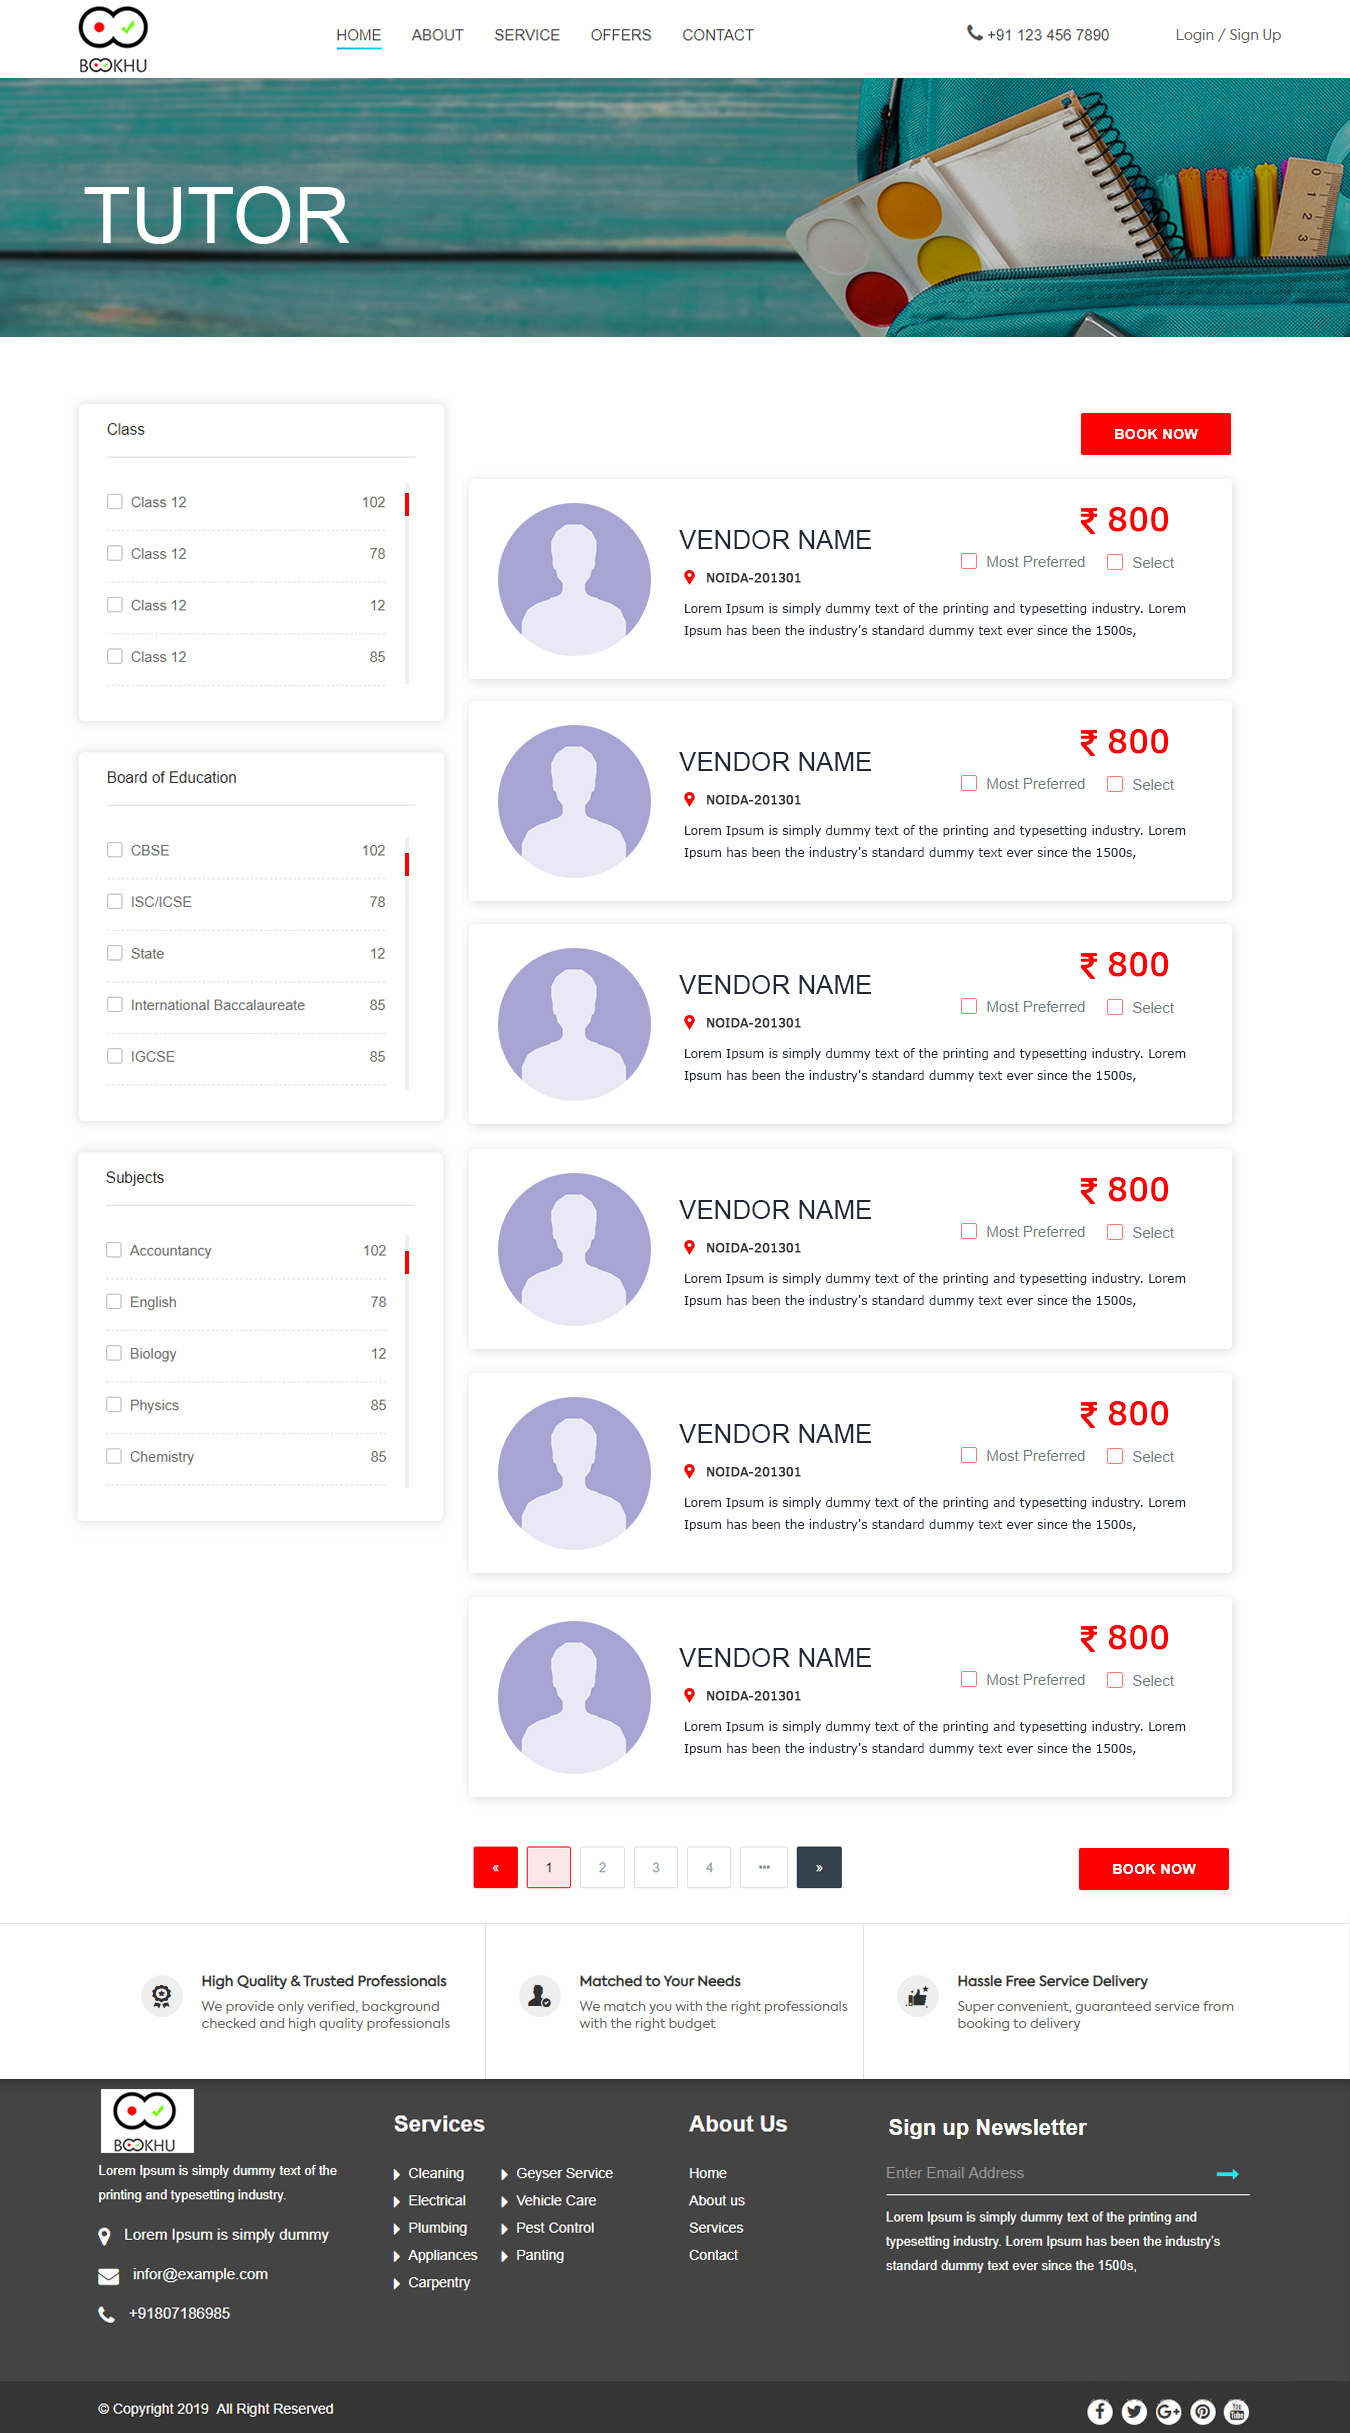 BOOKHU
HOME ABOUT SERVICE OFFERS CONTACT
+91 123 456 7890
Login / Sign Up
TUTOR
0 1 2 3
Class
Class 12 102
Class 12 78
Class 12 12
Class 12 85
Board of Education
CBSE 102
ISC/ICSE 78
State 12
International Baccalaureate 85
IGCSE 85
Subjects
Accountancy 102
English 78
Biology 12
Physics 85
Chemistry 85
BOOK NOW
₹ 800
VENDOR NAME
Most Preferred Select
NOIDA-201301
Lorem Ipsum is simply dummy text of the printing and typesetting industry. Lorem
Ipsum has been the industry's standard dummy text ever since the 1500s,
₹ 800
VENDOR NAME
Most Preferred Select
NOIDA-201301
Lorem Ipsum is simply dummy text of the printing and typesetting industry. Lorem
Ipsum has been the industry's standard dummy text ever since the 1500s,
₹ 800
VENDOR NAME
Most Preferred Select
NOIDA-201301
Lorem Ipsum is simply dummy text of the printing and typesetting industry. Lorem
Ipsum has been the industry's standard dummy text ever since the 1500s,
₹ 800
VENDOR NAME
Most Preferred Select
NOIDA-201301
Lorem Ipsum is simply dummy text of the printing and typesetting industry. Lorem
Ipsum has been the industry's standard dummy text ever since the 1500s,
₹ 800
VENDOR NAME
Most Preferred Select
NOIDA-201301
Lorem Ipsum is simply dummy text of the printing and typesetting industry. Lorem
Ipsum has been the industry's standard dummy text ever since the 1500s,
₹ 800
VENDOR NAME
Most Preferred Select
NOIDA-201301
Lorem Ipsum is simply dummy text of the printing and typesetting industry. Lorem
Ipsum has been the industry's standard dummy text ever since the 1500s,
« 1 2 3 4 ••• »
BOOK NOW
High Quality & Trusted Professionals
We provide only verified, background
checked and high quality professionals
Matched to Your Needs
We match you with the right professionals
with the right budget
Hassle Free Service Delivery
Super convenient, guaranteed service from
booking to delivery
BOOKHU
Lorem Ipsum is simply dummy text of the
printing and typesetting industry.
Lorem Ipsum is simply dummy
infor@example.com
+91807186985
Services
Cleaning
Electrical
Plumbing
Appliances
Carpentry
Geyser Service
Vehicle Care
Pest Control
Panting
About Us
Home
About us
Services
Contact
Sign up Newsletter
Enter Email Address
Lorem Ipsum is simply dummy text of the printing and
typesetting industry. Lorem Ipsum has been the industry's
standard dummy text ever since the 1500s,
© Copyright 2019 All Right Reserved
f G+ You Tube